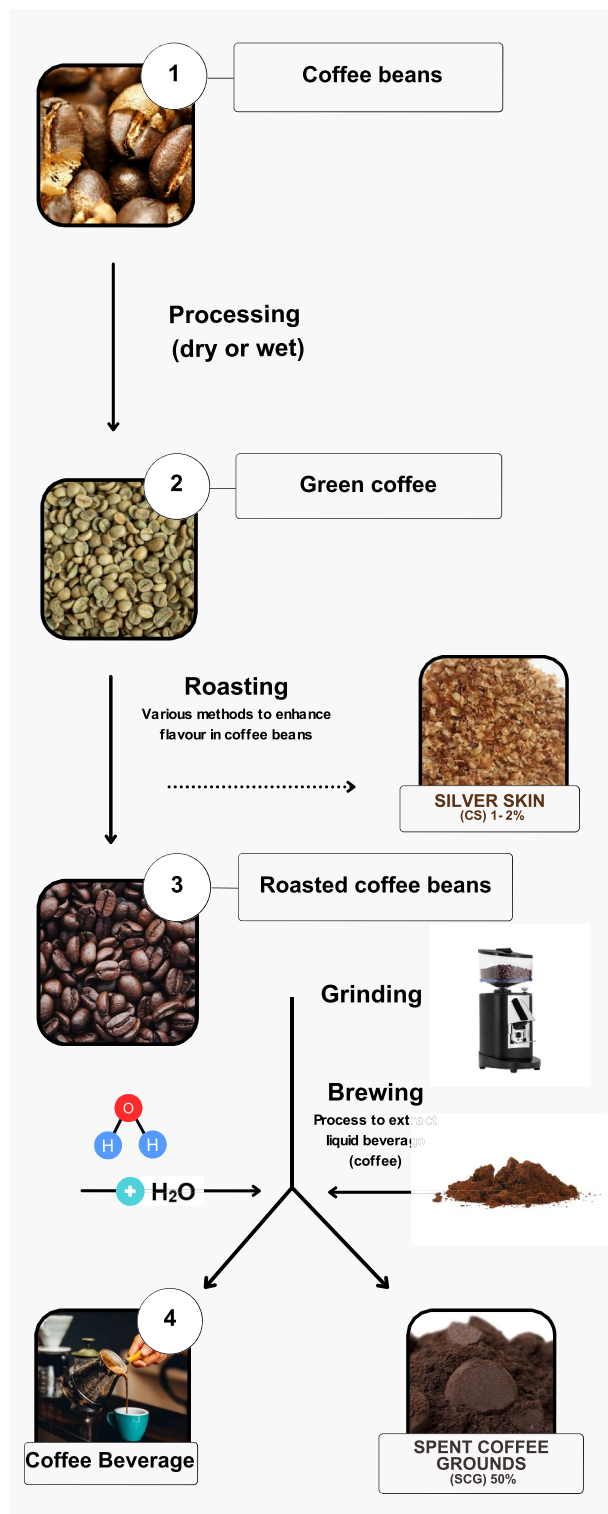 1
Coffee beans
Processing
(dry or wet)
2
Green coffee
Roasting
Various methods to enhance
flavour in coffee beans
SILVER SKIN
(CS) 1- 2%
3
Roasted coffee beans
Grinding
Brewing
Process to extract
liquid beverage
(coffee)
O
H H
+ H₂O
4
Coffee Beverage
SPENT COFFEE
GROUNDS
(SCG) 50%